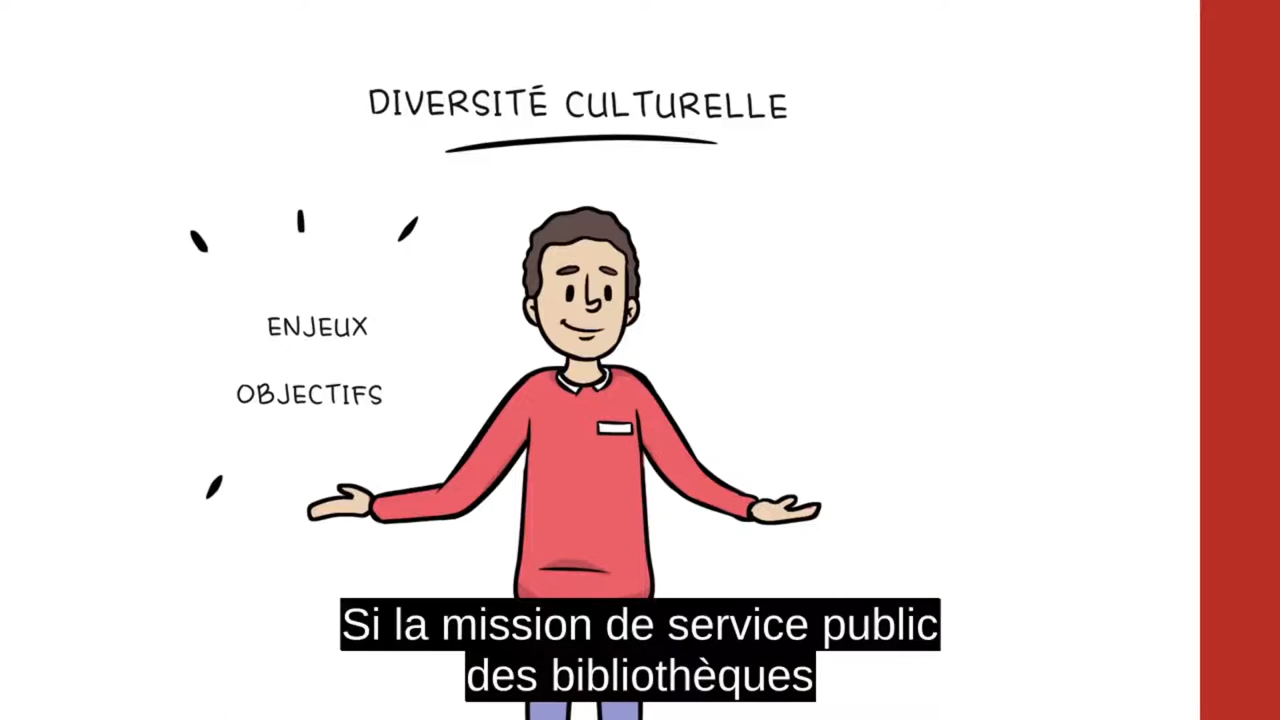 DIVERSITÉ CULTURELLE
ENJEUX
OBJECTIFS
Si la mission de service public
des bibliothèques